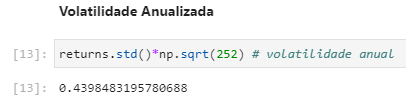 Volatilidade Anualizada
[13]: returns.std()*np.sqrt(252) # volatilidade anual
[13]: 0.4398483195780688